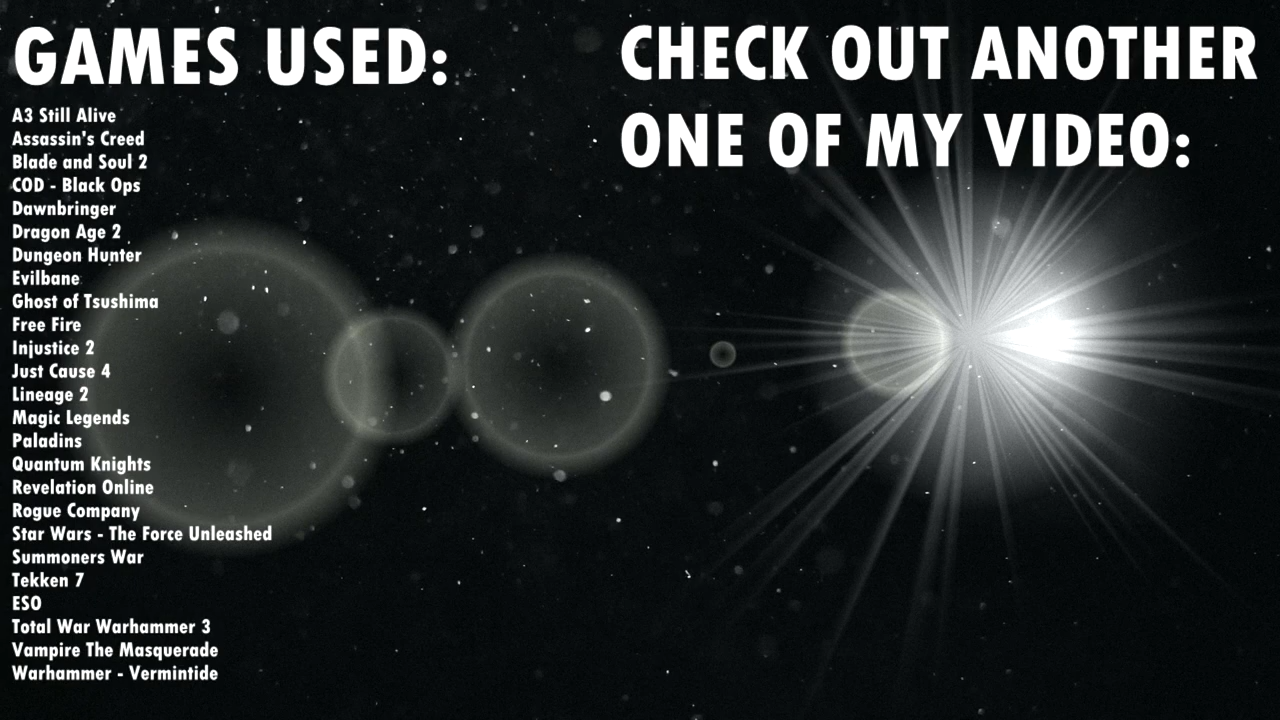 GAMES USED:
A3 Still Alive
Assassin's Creed
Blade and Soul 2
COD - Black Ops
Dawnbringer
Dragon Age 2
Dungeon Hunter
Evilbane
Ghost of Tsushima
Free Fire
Injustice 2
Just Cause 4
Lineage 2
Magic Legends
Paladins
Quantum Knights
Revelation Online
Rogue Company
Star Wars - The Force Unleashed
Summoners War
Tekken 7
ESO
Total War Warhammer 3
Vampire The Masquerade
Warhammer - Vermintide
CHECK OUT ANOTHER
ONE OF MY VIDEO: